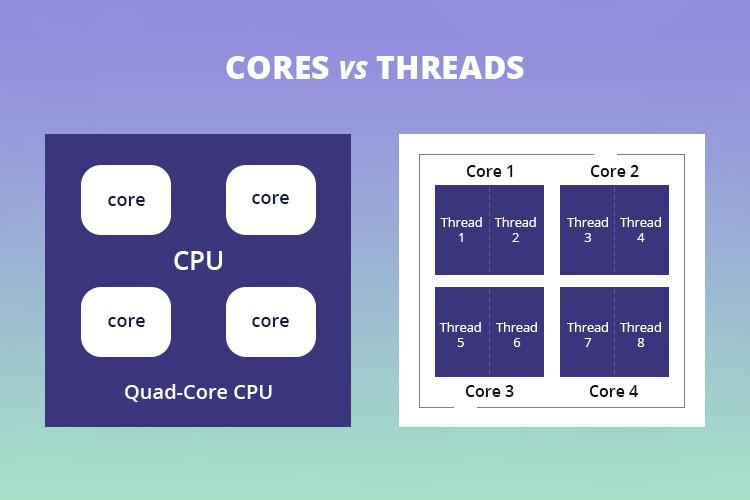 CORES vs THREADS
core
core
CPU
core
core
Quad-Core CPU
Core 1
Core 2
Thread
1
Thread
2
Thread
3
Thread
4
Thread
5
Thread
6
Thread
7
Thread
8
Core 3
Core 4